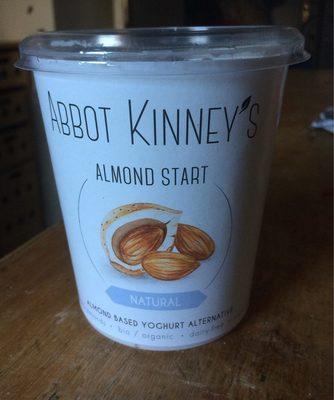 ABBOT KINNEY'S
ALMOND START
NATURAL
ALMOND BASED YOGHURT ALTERNATIVE
bio / organic • dairy free